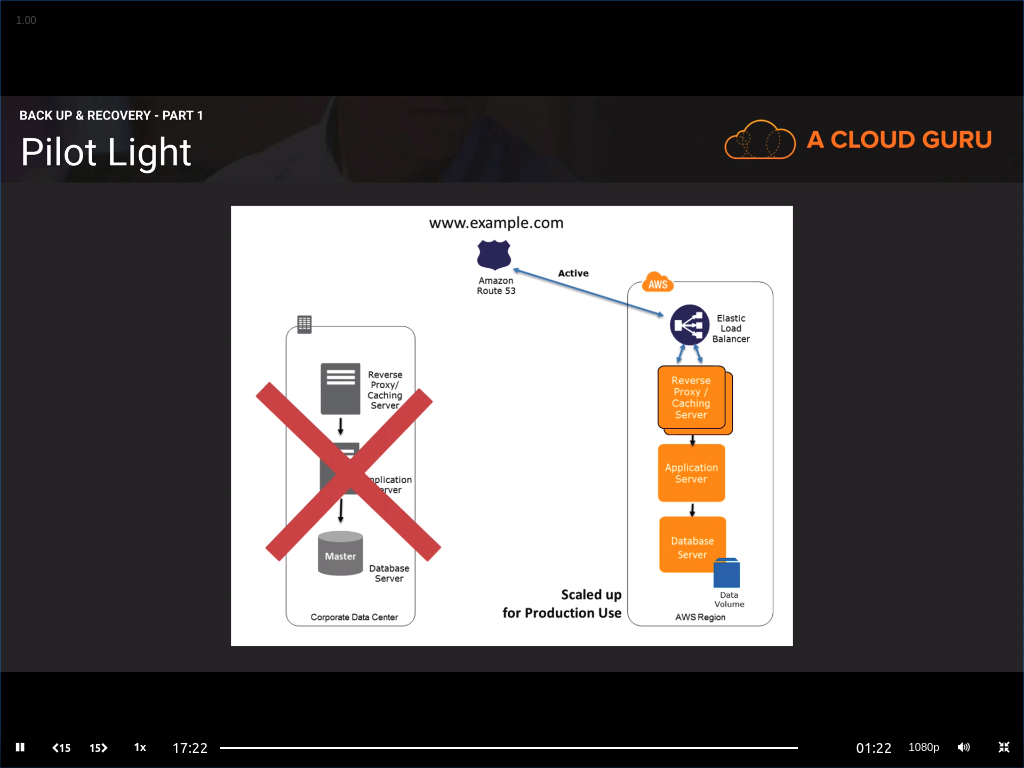 1.00
BACK UP & RECOVERY - PART 1
Pilot Light
A CLOUD GURU
www.example.com
Amazon
Route 53
Active
AWS
Elastic
Load
Balancer
Reverse
Proxy/
Caching
Server
Reverse
Proxy /
Caching
Server
Application
Server
pplication
erver
Master
Database
Server
Database
Server
Data
Volume
Scaled up
for Production Use
Corporate Data Center
AWS Region
15
15
1x
17:22
01:22
1080p